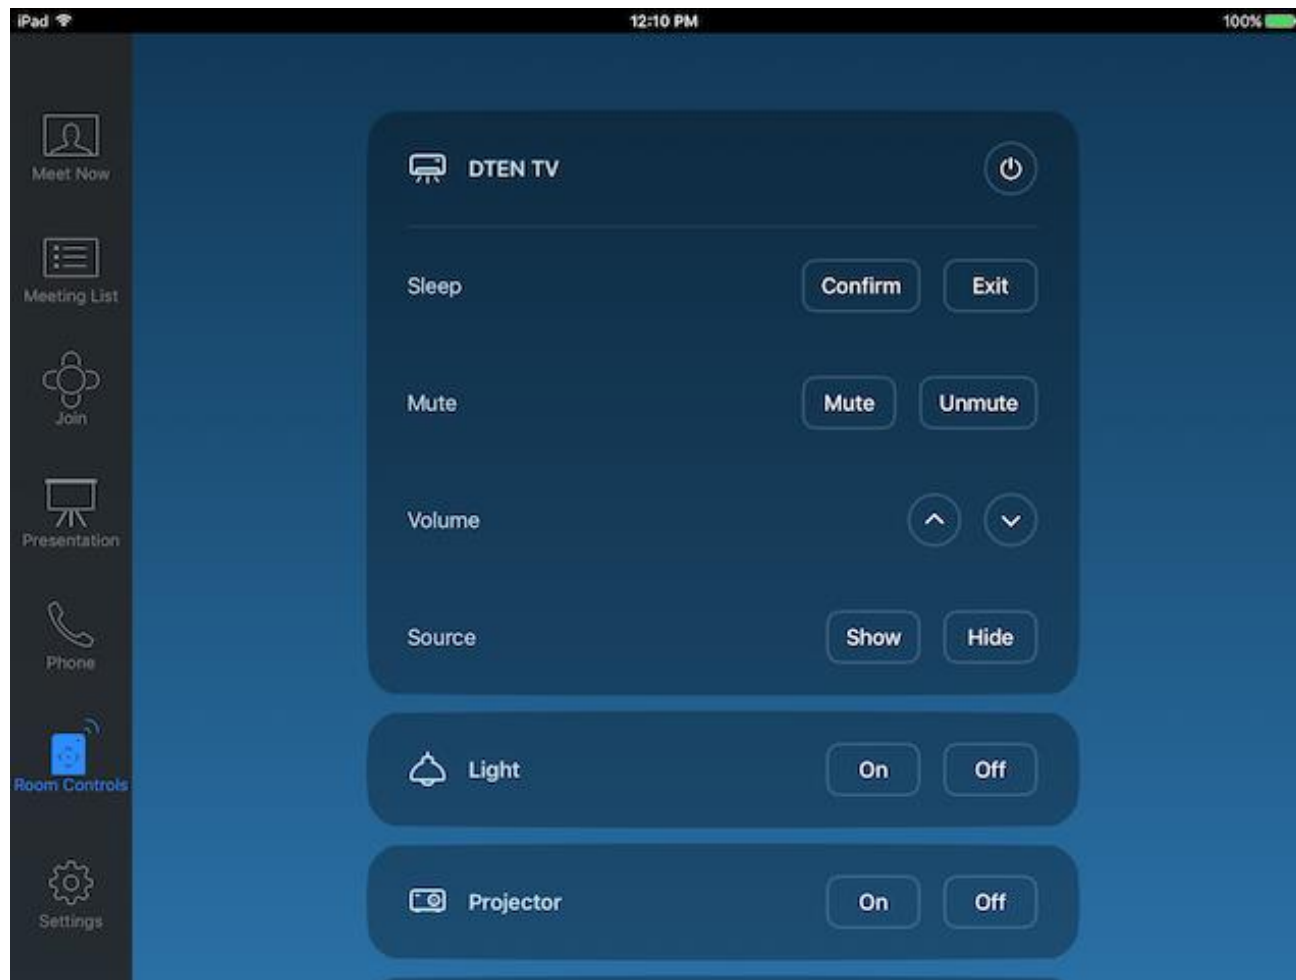 iPad 12:10 PM 100%
Meet Now
Meeting List
Join
Presentation
Phone
Room Controls
Settings
DTEN TV
Sleep Confirm Exit
Mute Mute Unmute
Volume
Source Show Hide
Light On Off
Projector On Off